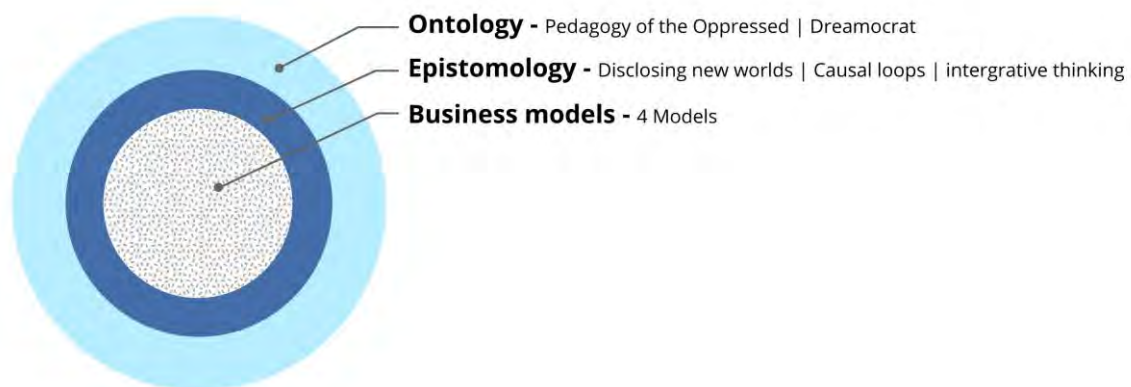 Ontology - Pedagogy of the Oppressed | Dreamocrat
Epistomology - Disclosing new worlds | Causal loops | intergrative thinking
Business models - 4 Models